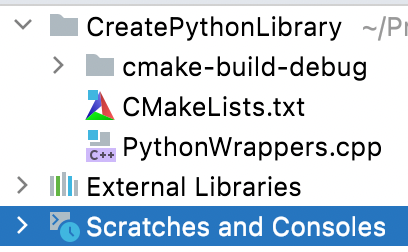 CreatePythonLibrary ~/Pr
cmake-build-debug
CMakeLists.txt
C++ PythonWrappers.cpp
External Libraries
Scratches and Consoles